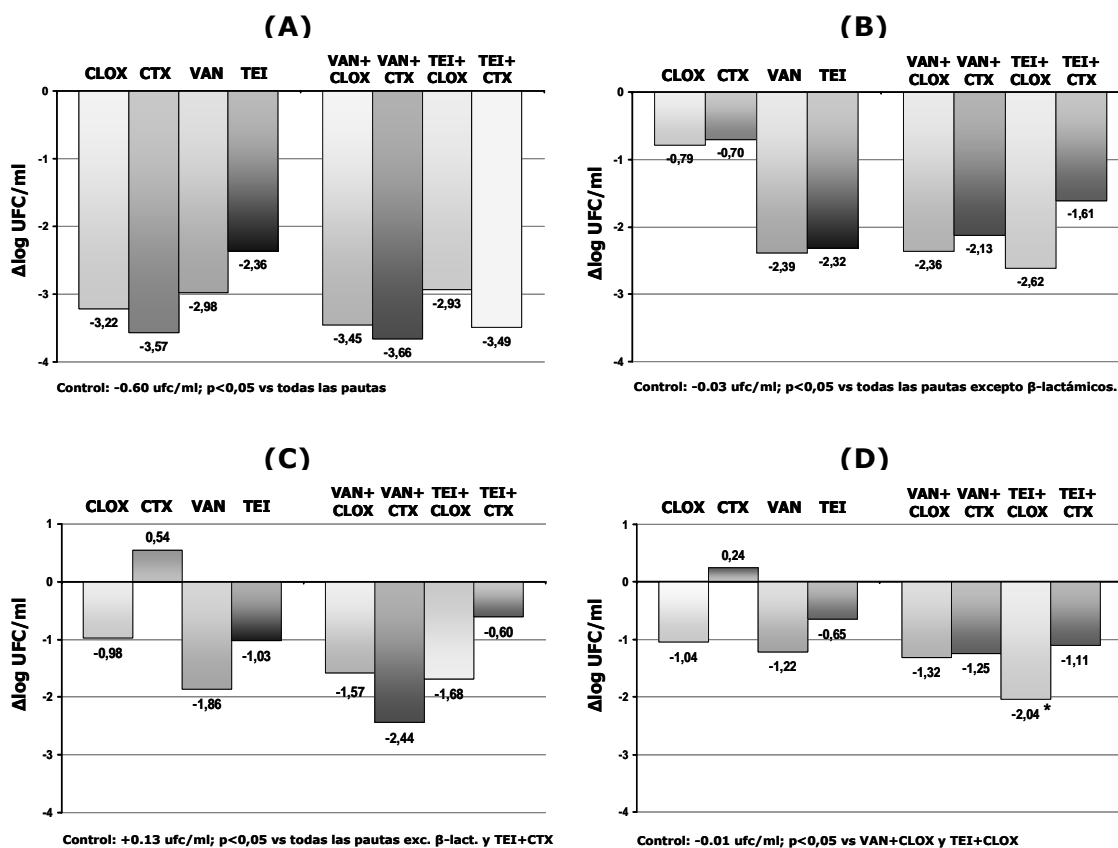 (A)
CLOX CTX VAN TEI
VAN+ VAN+ TEI+ TEI+
CLOX CTX CLOX CTX
0
-1
-2
-3
-4
Δlog UFC/ml
-3,22
-3,57
-2,98
-2,36
-3,45
-3,66
-2,93
-3,49
Control: -0.60 ufc/ml; p<0,05 vs todas las pautas
(B)
CLOX CTX VAN TEI
VAN+ VAN+ TEI+ TEI+
CLOX CTX CLOX CTX
0
-1
-2
-3
-4
Δlog UFC/ml
-0,79
-0,70
-2,39
-2,32
-2,36
-2,13
-2,62
-1,61
Control: -0.03 ufc/ml; p<0,05 vs todas las pautas excepto β-lactámicos.
(C)
CLOX CTX VAN TEI
VAN+ VAN+ TEI+ TEI+
CLOX CTX CLOX CTX
1
0
-1
-2
-3
-4
Δlog UFC/ml
-0,98
0,54
-1,86
-1,03
-1,57
-2,44
-1,68
-0,60
Control: +0.13 ufc/ml; p<0,05 vs todas las pautas exc. β-lact. y TEI+CTX
(D)
CLOX CTX VAN TEI
VAN+ VAN+ TEI+ TEI+
CLOX CTX CLOX CTX
1
0
-1
-2
-3
-4
Δlog UFC/ml
-1,04
0,24
-1,22
-0,65
-1,32
-1,25
-2,04 *
-1,11
Control: -0.01 ufc/ml; p<0,05 vs VAN+CLOX y TEI+CLOX